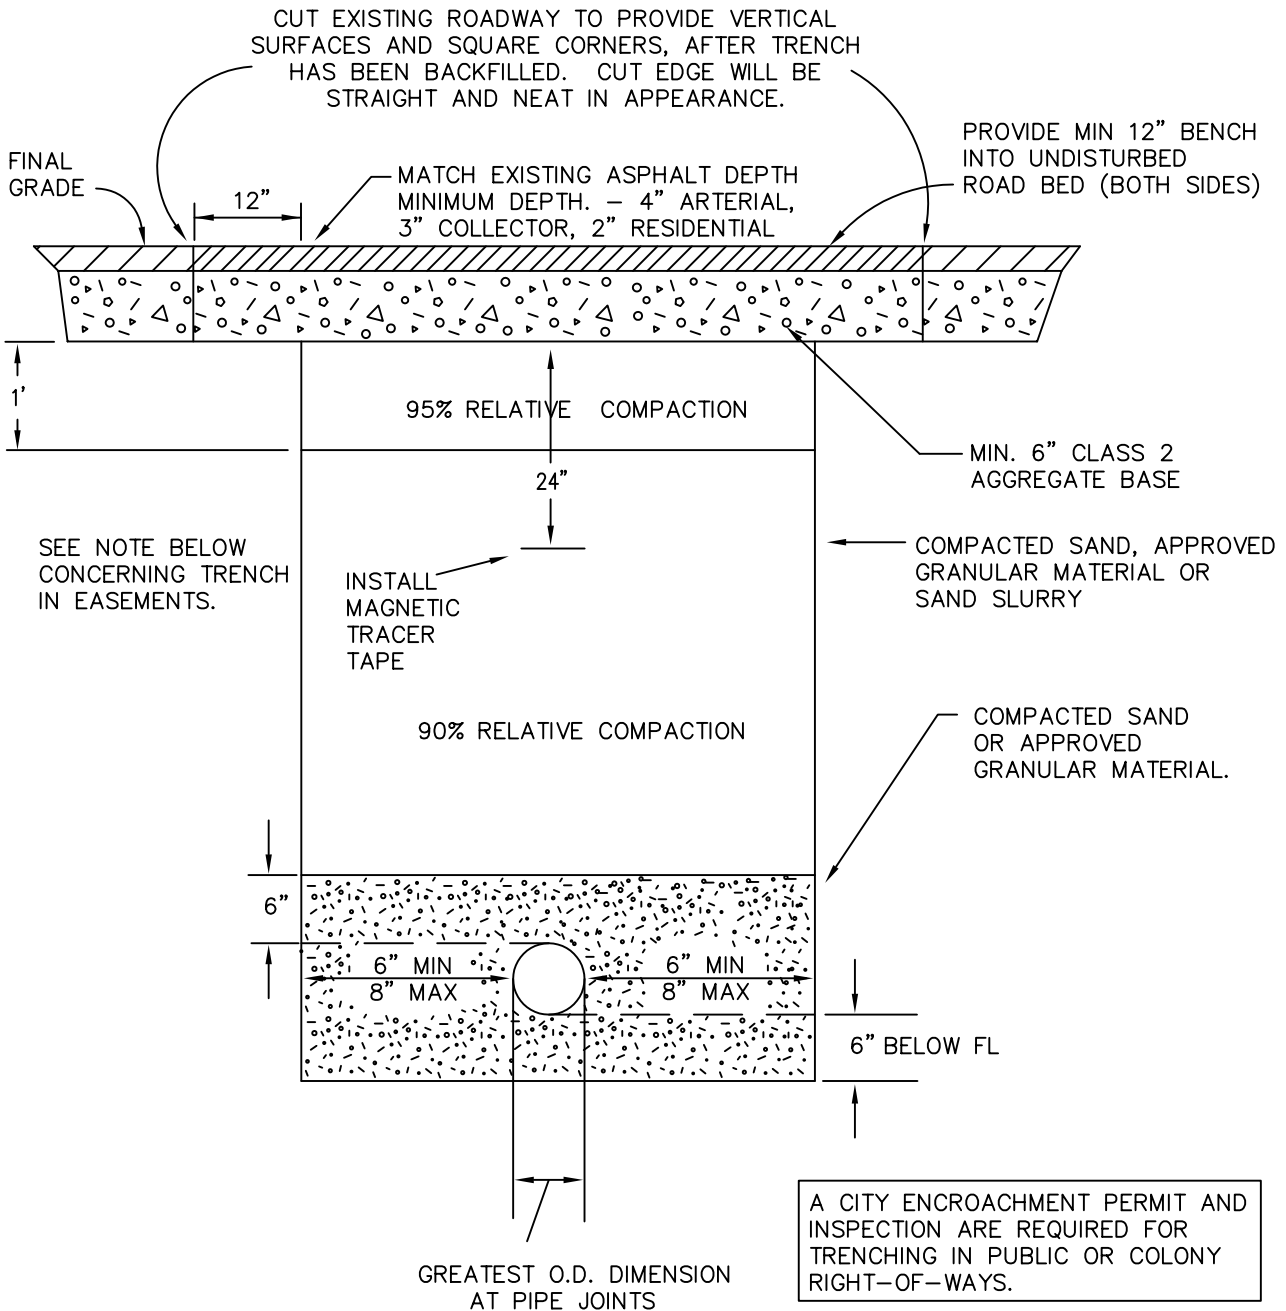 CUT EXISTING ROADWAY TO PROVIDE VERTICAL
SURFACES AND SQUARE CORNERS, AFTER TRENCH
HAS BEEN BACKFILLED. CUT EDGE WILL BE
STRAIGHT AND NEAT IN APPEARANCE.
PROVIDE MIN 12” BENCH
INTO UNDISTURBED
ROAD BED (BOTH SIDES)
FINAL
GRADE
12”
MATCH EXISTING ASPHALT DEPTH
MINIMUM DEPTH. – 4” ARTERIAL,
3” COLLECTOR, 2” RESIDENTIAL
1'
95% RELATIVE COMPACTION
MIN. 6” CLASS 2
AGGREGATE BASE
24”
SEE NOTE BELOW
CONCERNING TRENCH
IN EASEMENTS.
INSTALL
MAGNETIC
TRACER
TAPE
COMPACTED SAND, APPROVED
GRANULAR MATERIAL OR
SAND SLURRY
90% RELATIVE COMPACTION
COMPACTED SAND
OR APPROVED
GRANULAR MATERIAL.
6”
6” MIN
8” MAX
6” MIN
8” MAX
6” BELOW FL
GREATEST O.D. DIMENSION
AT PIPE JOINTS
A CITY ENCROACHMENT PERMIT AND
INSPECTION ARE REQUIRED FOR
TRENCHING IN PUBLIC OR COLONY
RIGHT–OF–WAYS.